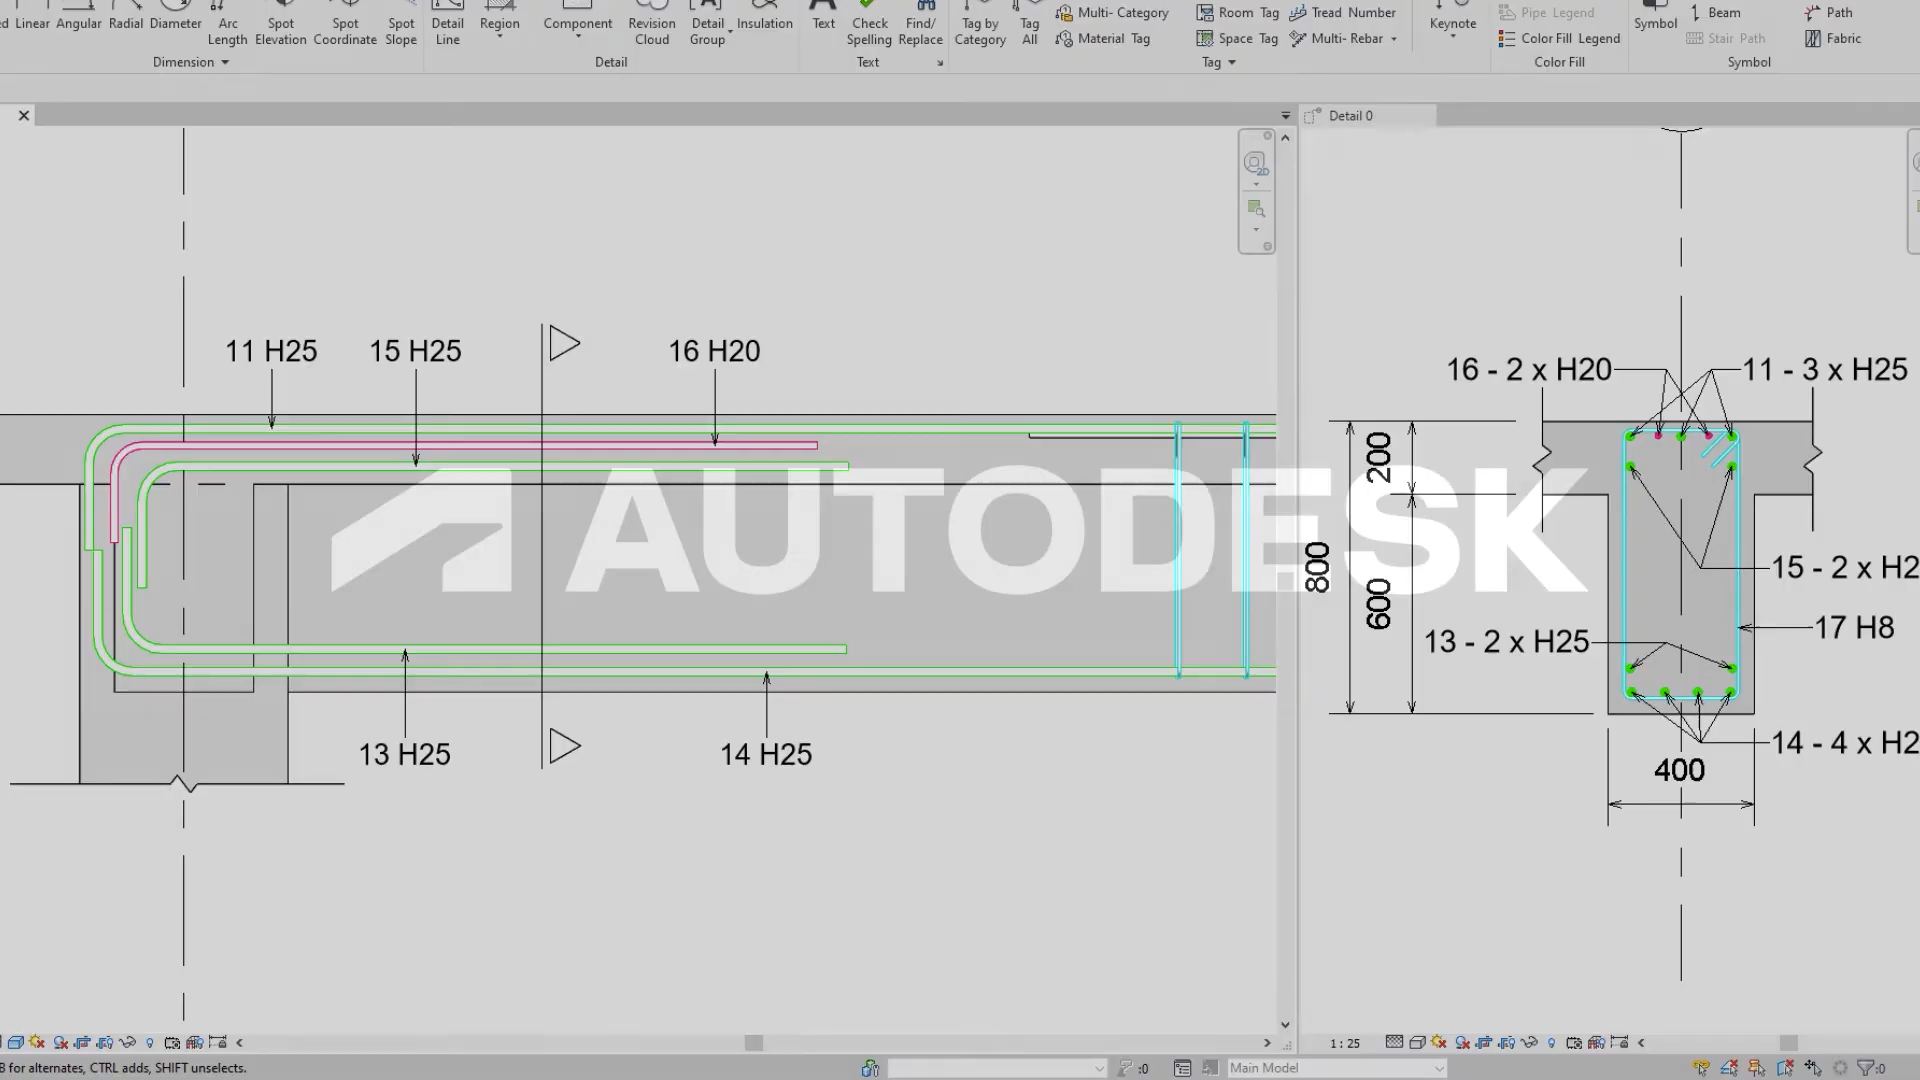 Linear Angular Radial Diameter Arc Length Spot Elevation Spot Coordinate Spot Slope
Dimension
Detail Line Region Component Revision Cloud Detail Group Insulation
Detail
Text Check Spelling Find/ Replace
Text
Tag by Category Tag All Multi- Category Room Tag Tread Number
Material Tag Space Tag Multi- Rebar
Tag
Keynote
Pipe Legend
Color Fill Legend
Color Fill
Symbol Beam Path
Stair Path Fabric
Symbol
Detail 0
11 H25 15 H25 16 H20
13 H25 14 H25
AUTODESK
16 - 2 x H20 11 - 3 x H25
200
800
600
15 - 2 x H2
17 H8
13 - 2 x H25
14 - 4 x H2
400
1 : 25
B for alternates, CTRL adds, SHIFT unselects.
:0
Main Model
:0